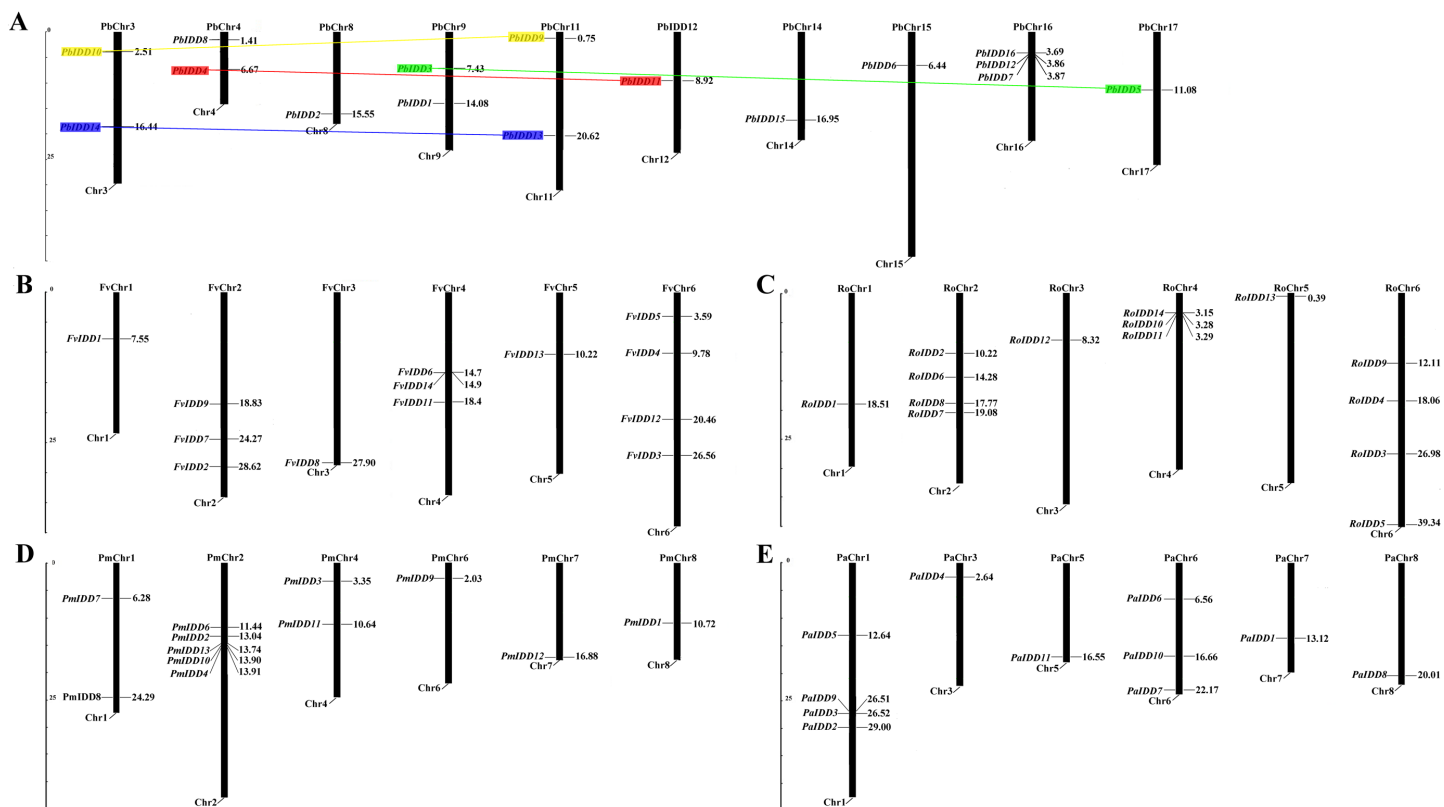 A
PbChr3 PbChr4 PbChr8 PbChr9 PbChr11 PbIDD12 PbChr14 PbChr15 PbChr16 PbChr17
0
PbIDD8 1.41
PbIDD9 0.75
PbIDD10 2.51
PbIDD16 3.69
PbIDD12 3.86
PbIDD7 3.87
PbIDD4 6.67
PbIDD3 7.43
PbIDD11 8.92
PbIDD6 6.44
PbIDD5 11.08
PbIDD1 14.08
PbIDD2 15.55
PbIDD15 16.95
PbIDD14 16.44
PbIDD13 20.62
25
Chr4 Chr8 Chr9 Chr12 Chr14 Chr16 Chr17
Chr3 Chr11
Chr15
B
FvChr1 FvChr2 FvChr3 FvChr4 FvChr5 FvChr6
0
FvIDD5 3.59
FvIDD1 7.55
FvIDD4 9.78
FvIDD13 10.22
FvIDD6 14.7
FvIDD14 14.9
FvIDD11 18.4
FvIDD9 18.83
FvIDD12 20.46
FvIDD7 24.27
FvIDD3 26.56
FvIDD8 27.90
FvIDD2 28.62
25
Chr1 Chr2 Chr3 Chr4 Chr5 Chr6
C
RoChr1 RoChr2 RoChr3 RoChr4 RoChr5 RoChr6
0
RoIDD13 0.39
RoIDD14 3.15
RoIDD10 3.28
RoIDD11 3.29
RoIDD12 8.32
RoIDD2 10.22
RoIDD9 12.11
RoIDD6 14.28
RoIDD4 18.06
RoIDD1 18.51
RoIDD8 17.77
RoIDD7 19.08
RoIDD3 26.98
RoIDD5 39.34
25
Chr1 Chr2 Chr3 Chr4 Chr5 Chr6
D
PmChr1 PmChr2 PmChr4 PmChr6 PmChr7 PmChr8
0
PmIDD9 2.03
PmIDD3 3.35
PmIDD7 6.28
PmIDD11 10.64
PmIDD1 10.72
PmIDD6 11.44
PmIDD2 13.04
PmIDD13 13.74
PmIDD10 13.90
PmIDD4 13.91
PmIDD12 16.88
PmIDD8 24.29
25
Chr1 Chr2 Chr4 Chr6 Chr7 Chr8
E
PaChr1 PaChr3 PaChr5 PaChr6 PaChr7 PaChr8
0
PaIDD4 2.64
PaIDD6 6.56
PaIDD5 12.64
PaIDD1 13.12
PaIDD11 16.55
PaIDD10 16.66
PaIDD8 20.01
PaIDD7 22.17
PaIDD9 26.51
PaIDD3 26.52
PaIDD2 29.00
25
Chr1 Chr3 Chr5 Chr6 Chr7 Chr8